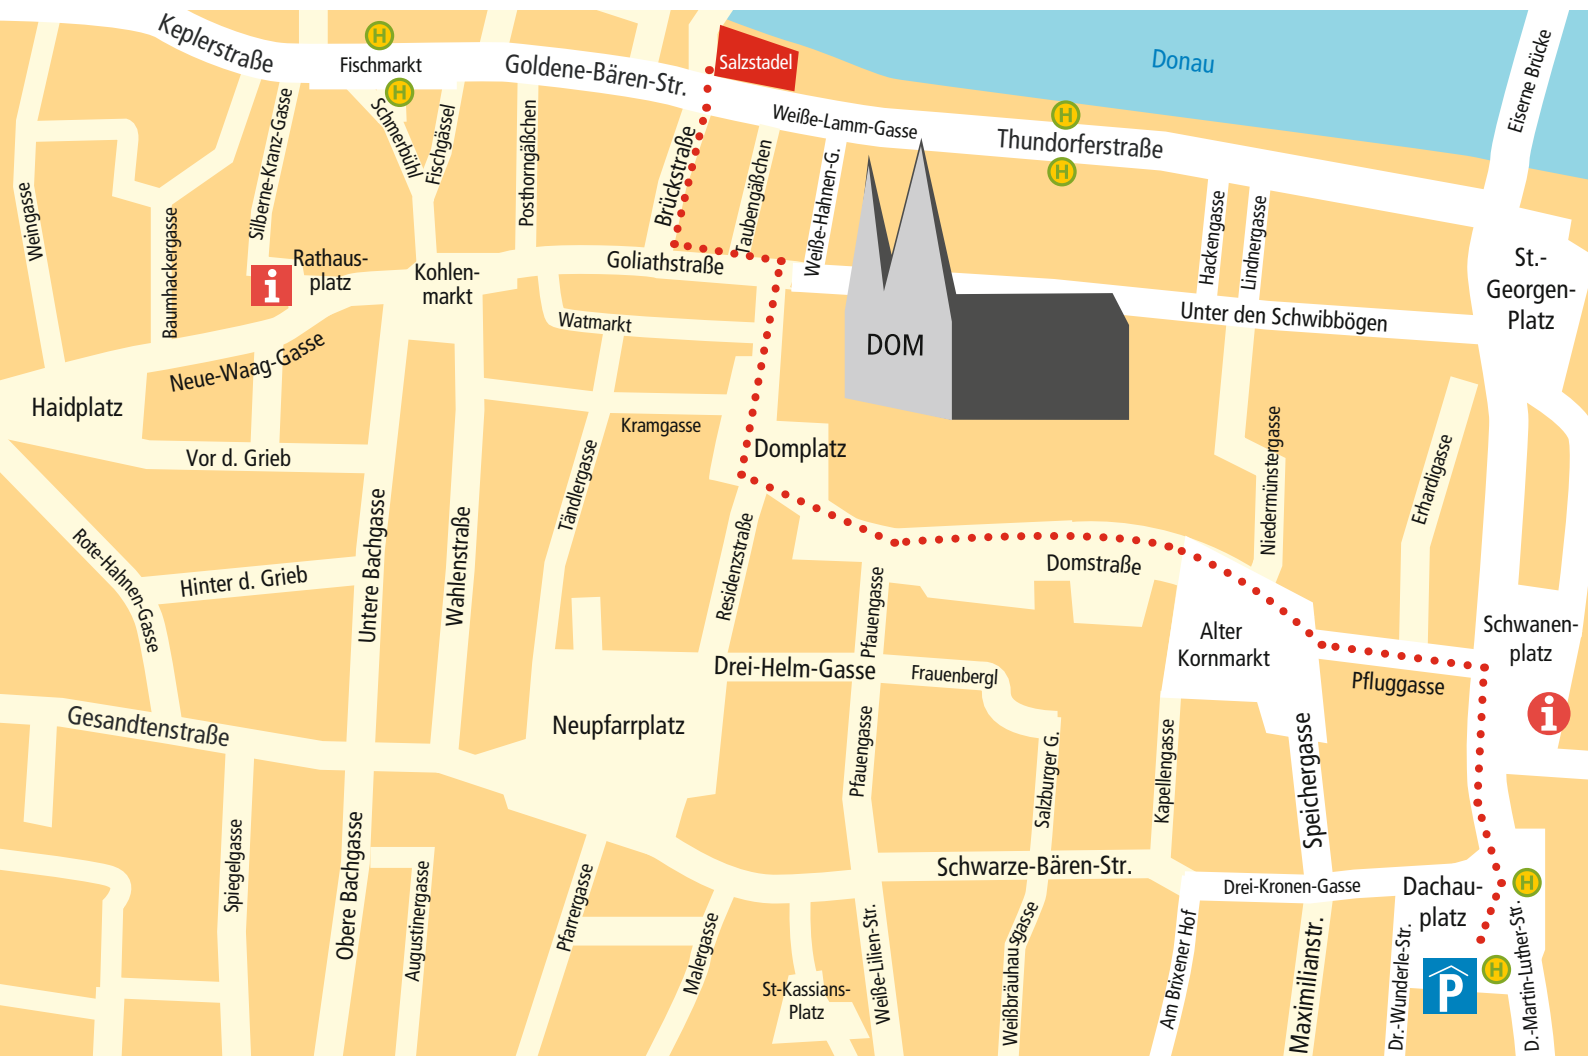 Keplerstraße
H
Fischmarkt
H
Goldene-Bären-Str.
Salzstadel
Donau
Eiserne Brücke
Weiße-Lamm-Gasse
H
Thundorferstraße
H
Silberne-Kranz-Gasse
Schmerbühl
Fischgässel
Posthorngäßchen
Brückstraße
Taubengäßchen
Weiße-Hahnen-G.
Weingasse
Baumhackergasse
Hackengasse
Lindnergasse
i
Rathaus-
platz
Kohlen-
markt
Goliathstraße
St.-
Georgen-
Platz
Watmarkt
Unter den Schwibbögen
DOM
Neue-Waag-Gasse
Haidplatz
Kramgasse
Domplatz
Vor d. Grieb
Tändlergasse
Niedermünstergasse
Erhardigasse
Untere Bachgasse
Wahlenstraße
Residenzstraße
Rote-Hahnen-Gasse
Hinter d. Grieb
Domstraße
Pfauengasse
Alter
Kornmarkt
Schwanen-
platz
Drei-Helm-Gasse
Frauenbergl
Pfluggasse
i
Gesandtenstraße
Neupfarrplatz
Pfauengasse
Salzburger G.
Kapellengasse
Speichergasse
Spiegelgasse
Obere Bachgasse
Augustinergasse
Pfarrergasse
Malergasse
Schwarze-Bären-Str.
Drei-Kronen-Gasse
Dachau-
platz
H
St-Kassians-
Platz
Weiße-Lilien-Str.
Weißbräuhausgasse
Am Brixener Hof
Maximilianstr.
Dr.-Wunderle-Str.
P
H
D.-Martin-Luther-Str.